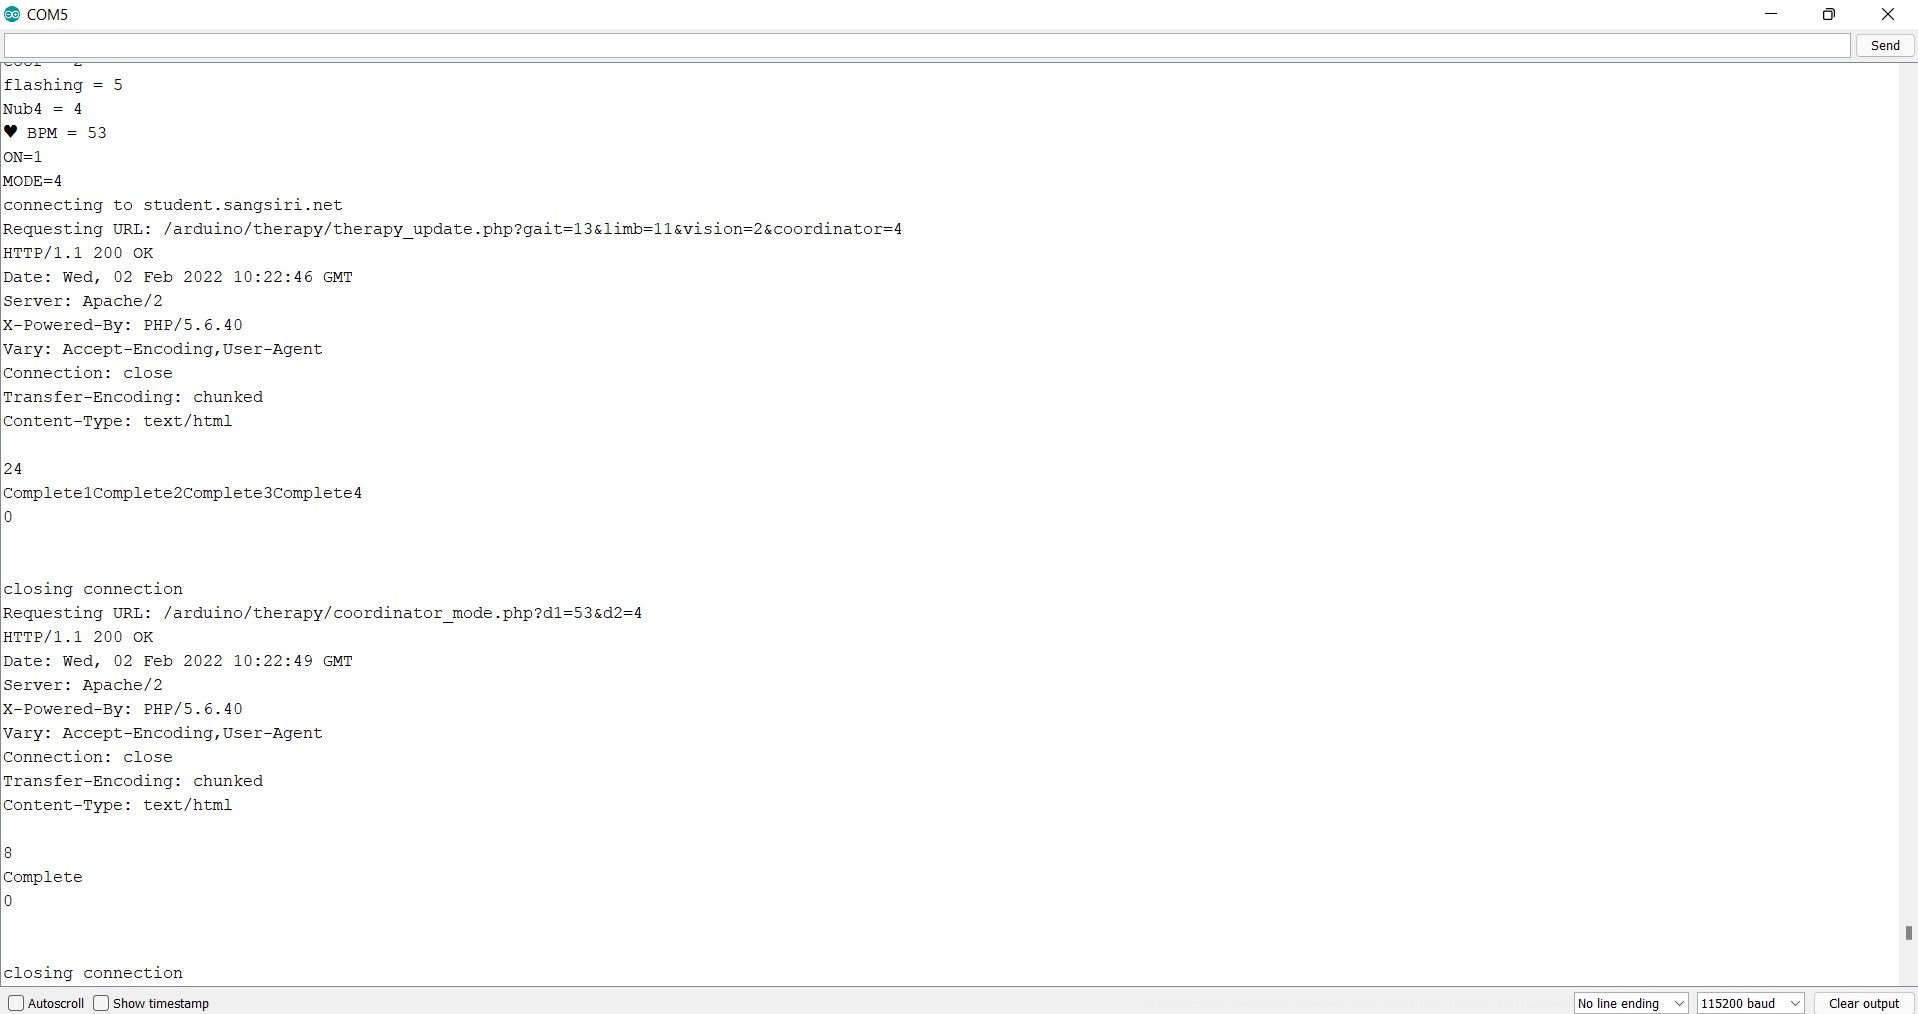 COM5
Send
flashing = 5
Nub4 = 4
♥ BPM = 53
ON=1
MODE=4
connecting to student.sangsiri.net
Requesting URL: /arduino/therapy/therapy_update.php?gait=13&limb=11&vision=2&coordinator=4
HTTP/1.1 200 OK
Date: Wed, 02 Feb 2022 10:22:46 GMT
Server: Apache/2
X-Powered-By: PHP/5.6.40
Vary: Accept-Encoding,User-Agent
Connection: close
Transfer-Encoding: chunked
Content-Type: text/html
24
Complete1Complete2Complete3Complete4
0
closing connection
Requesting URL: /arduino/therapy/coordinator_mode.php?d1=53&d2=4
HTTP/1.1 200 OK
Date: Wed, 02 Feb 2022 10:22:49 GMT
Server: Apache/2
X-Powered-By: PHP/5.6.40
Vary: Accept-Encoding,User-Agent
Connection: close
Transfer-Encoding: chunked
Content-Type: text/html
8
Complete
0
closing connection
Autoscroll Show timestamp No line ending 115200 baud Clear output